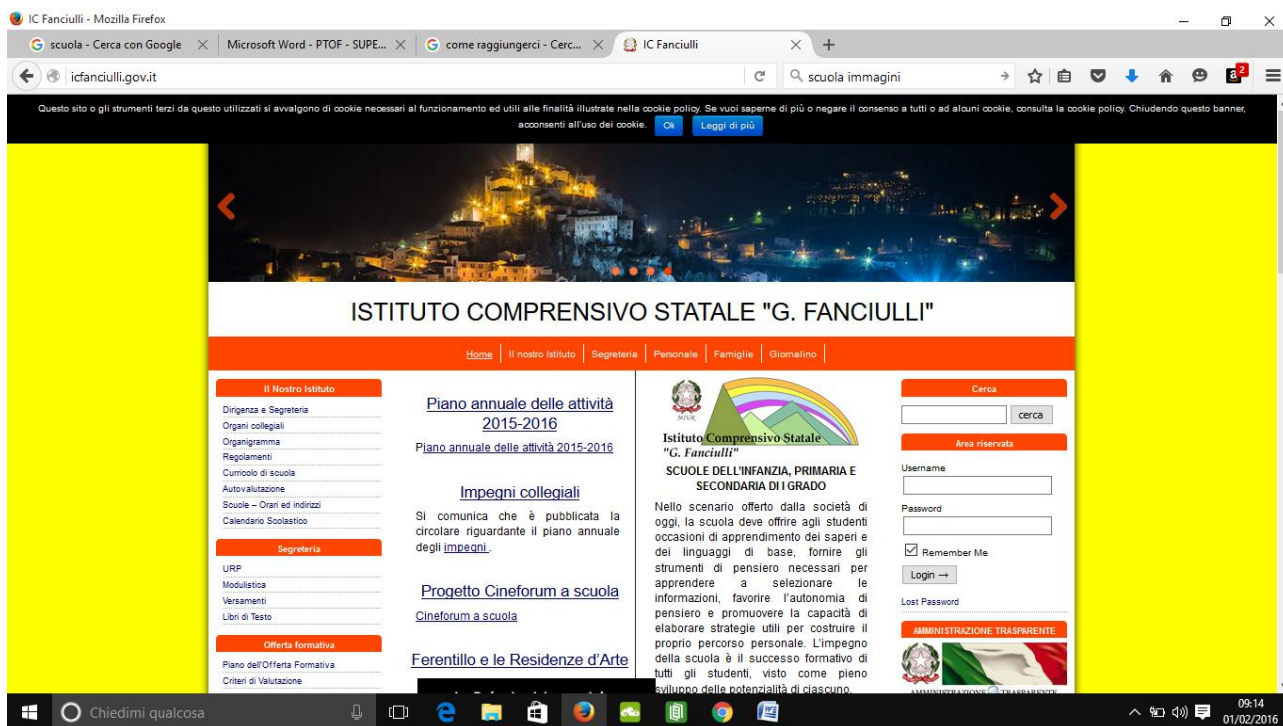 IC Fanciulli - Mozilla Firefox
scuola - Cerca con Google
Microsoft Word - PTOF - SUPE...
come raggiungerci - Cerc...
IC Fanciulli
icfanciulli.gov.it
scuola immagini
2
Questo sito o gli strumenti terzi da questo utilizzati si avvalgono di cookie necessari al funzionamento ed utili alle finalità illustrate nella cookie policy. Se vuoi saperne di più o negare il consenso a tutti o ad alcuni cookie, consulta la cookie policy. Chiudendo questo banner,
acconsenti all'uso dei cookie. Ok Leggi di più
ISTITUTO COMPRENSIVO STATALE "G. FANCIULLI"
Home Il nostro Istituto Segreteria Personale Famiglie Giornalino
Il Nostro Istituto
Dirigenza e Segreteria
Organi collegiali
Organigramma
Regolamenti
Curricolo di scuola
Autovalutazione
Scuole – Orari ed indirizzi
Calendario Scolastico
Segreteria
URP
Modulistica
Versamenti
Libri di Testo
Offerta formativa
Piano dell'Offerta Formativa
Criteri di Valutazione
Piano annuale delle attività
2015-2016
Piano annuale delle attività 2015-2016
Impegni collegiali
Si comunica che è pubblicata la
circolare riguardante il piano annuale
degli impegni .
Progetto Cineforum a scuola
Cineforum a scuola
Ferentillo e le Residenze d'Arte
MIUR
Istituto Comprensivo Statale
"G. Fanciulli"
SCUOLE DELL'INFANZIA, PRIMARIA E
SECONDARIA DI I GRADO
Nello scenario offerto dalla società di
oggi, la scuola deve offrire agli studenti
occasioni di apprendimento dei saperi e
dei linguaggi di base, fornire gli
strumenti di pensiero necessari per
apprendere a selezionare le
informazioni, favorire l'autonomia di
pensiero e promuovere la capacità di
elaborare strategie utili per costruire il
proprio percorso personale. L'impegno
della scuola è il successo formativo di
tutti gli studenti, visto come pieno
sviluppo delle potenzialità di ciascuno.
Cerca
cerca
Area riservata
Username
Password
Remember Me
Login →
Lost Password
AMMINISTRAZIONE TRASPARENTE
AMMINISTRAZIONE TRASPARENTE
Chiedimi qualcosa
09:14
01/02/2016